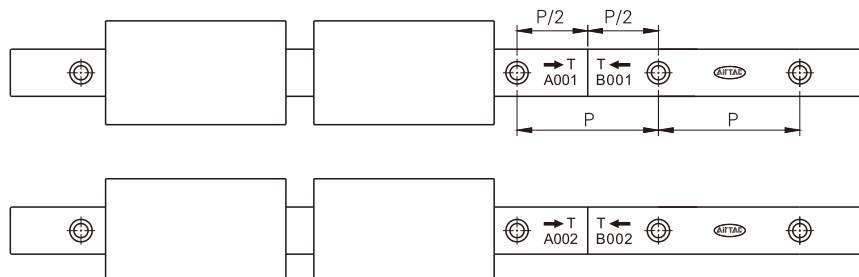 P/2 P/2
→T T←
A001 B001
AirTAC
P P
→T T←
A002 B002
AirTAC